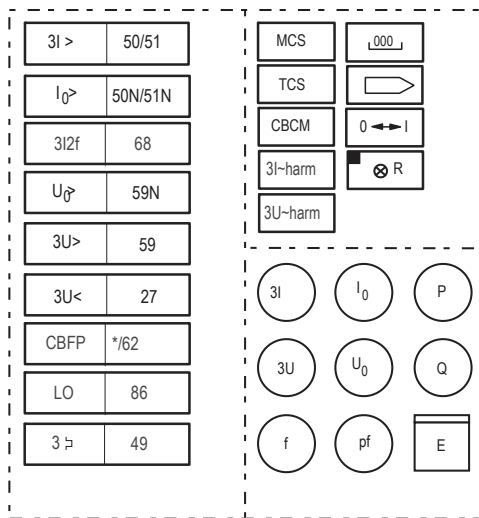 3I > 50/51
I0> 50N/51N
3I2f 68
U0> 59N
3U> 59
3U< 27
CBFP */62
LO 86
3 49
MCS 000
TCS
CBCM 0 I
3I~harm R
3U~harm
3I I0 P
3U U0 Q
f pf E